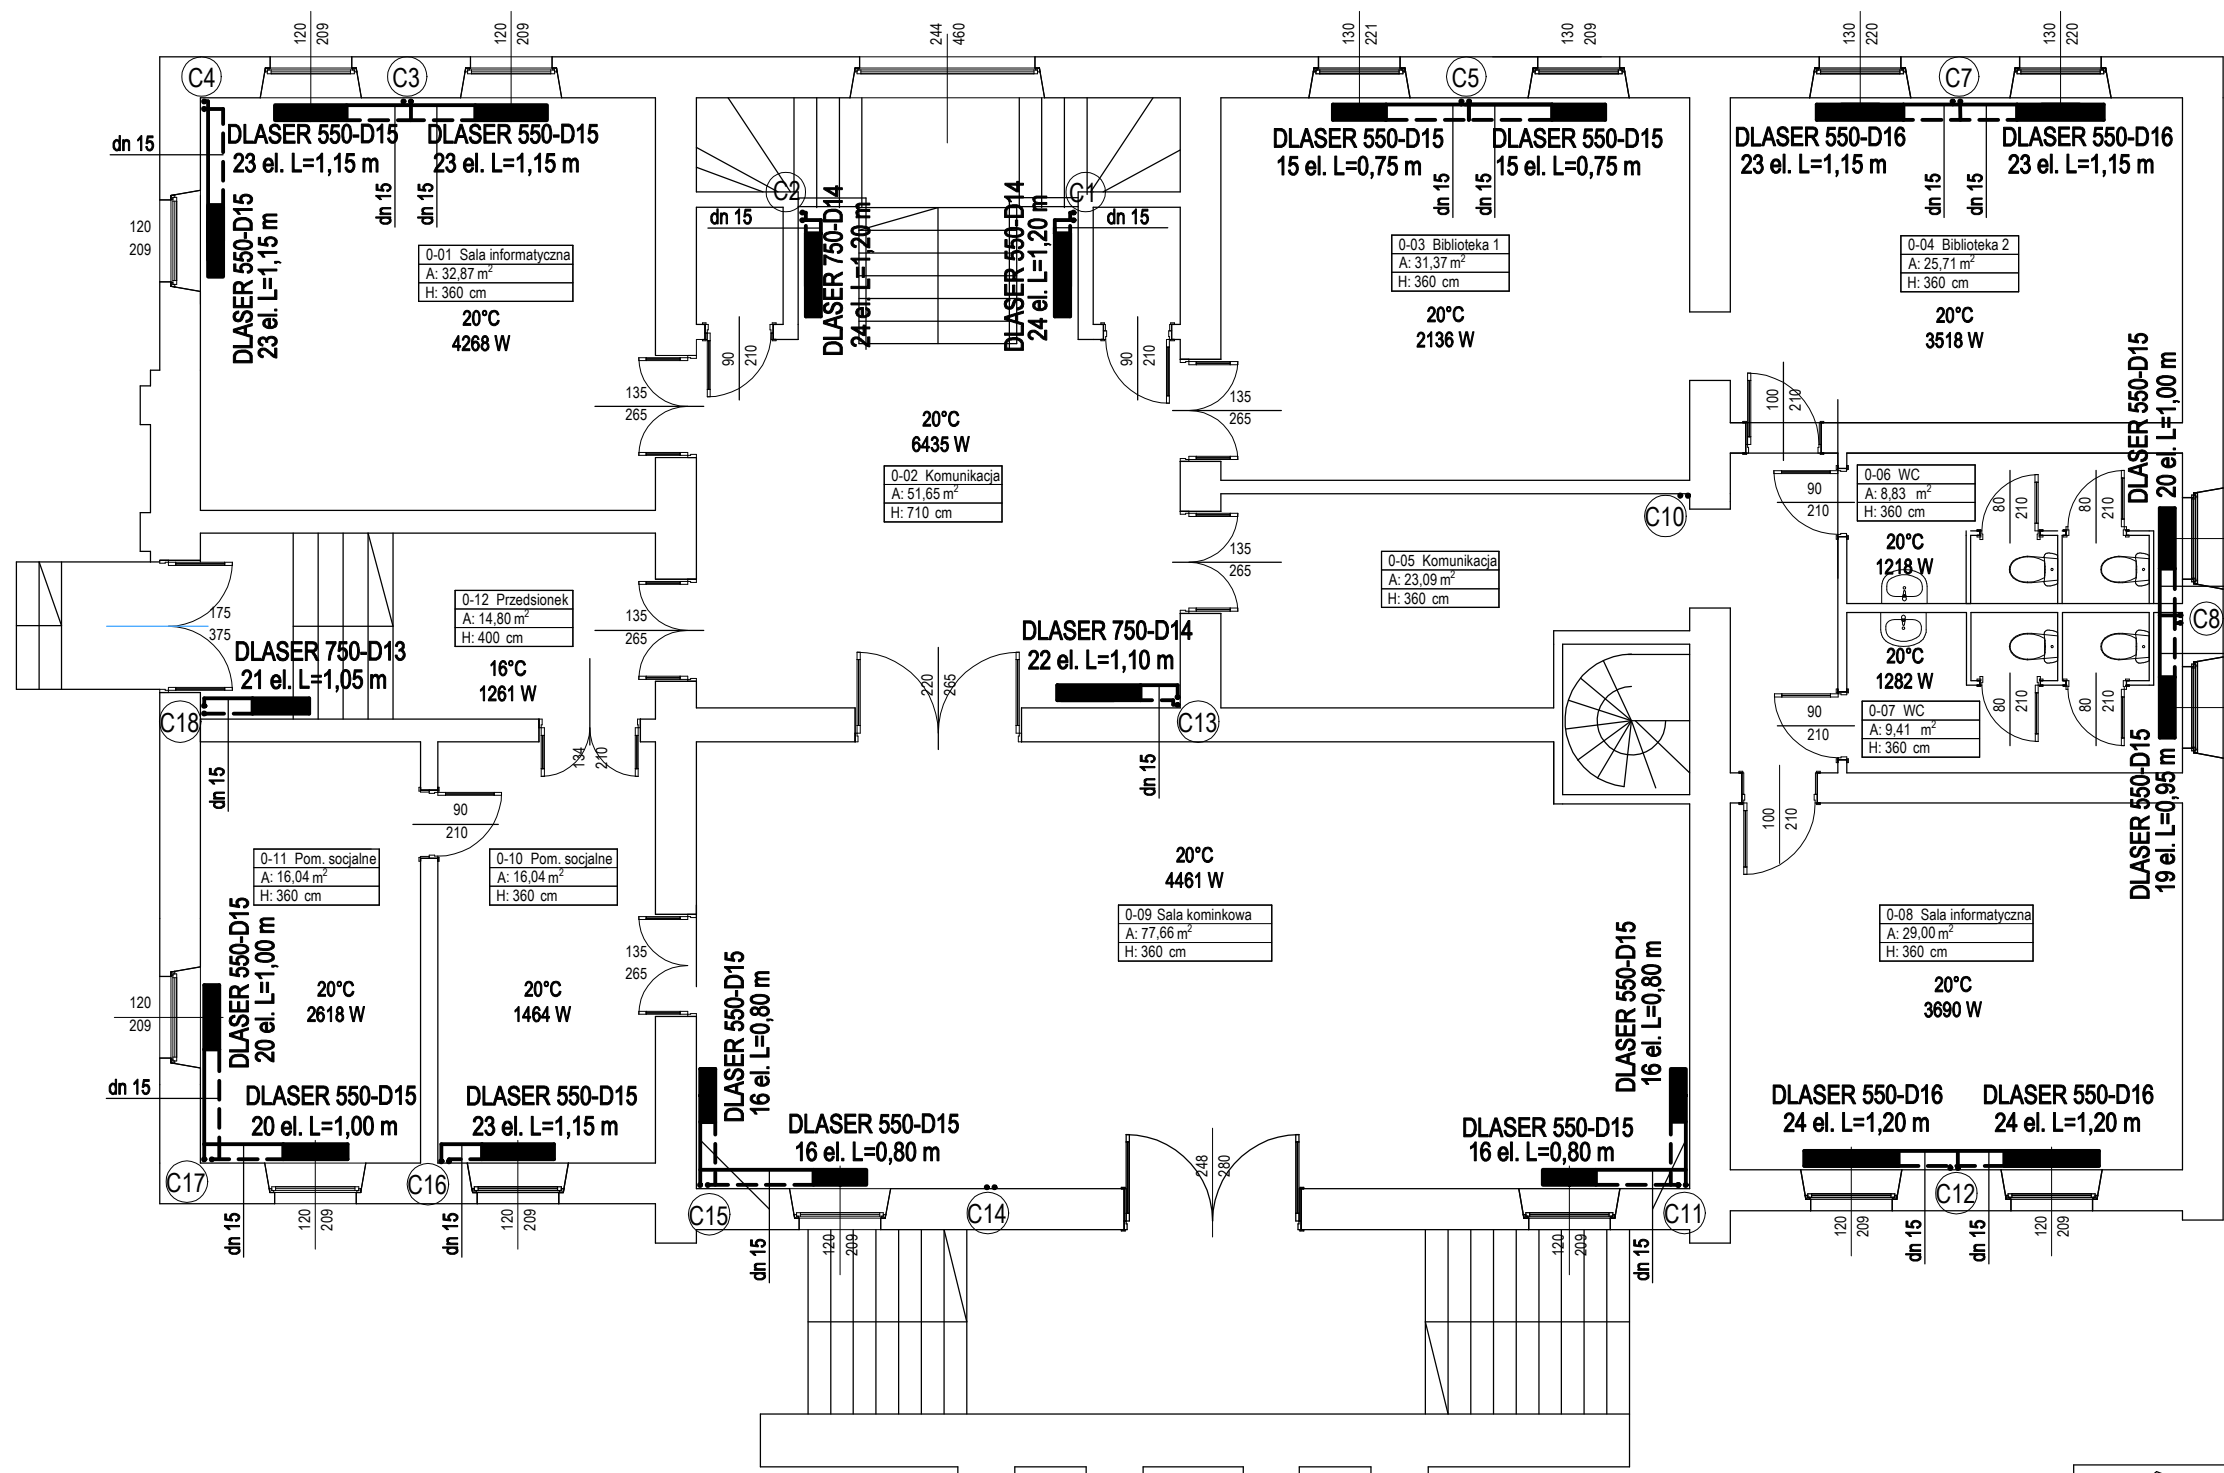 120
209
120
209
244
460
130
221
130
209
130
220
130
220
C4
C3
C5
C7
DLASER 550-D15
23 el. L=1,15 m
DLASER 550-D15
23 el. L=1,15 m
DLASER 550-D15
15 el. L=0,75 m
DLASER 550-D15
15 el. L=0,75 m
DLASER 550-D16
23 el. L=1,15 m
DLASER 550-D16
23 el. L=1,15 m
dn 15
dn 15
dn 15
dn 15
dn 15
dn 15
dn 15
C2
C1
dn 15
dn 15
DLASER 550-D15
23 el. L=1,15 m
DLASER 750-D14
24 el. L=1,20 m
DLASER 550-D14
24 el. L=1,20 m
120
209
0-01 Sala informatyczna
A: 32,87 m²
H: 360 cm
20°C
4268 W
0-03 Biblioteka 1
A: 31,37 m²
H: 360 cm
20°C
2136 W
0-04 Biblioteka 2
A: 25,71 m²
H: 360 cm
20°C
3518 W
90
210
90
210
135
265
135
265
100
210
DLASER 550-D15
20 el. L=1,00 m
20°C
6435 W
0-02 Komunikacja
A: 51,65 m²
H: 710 cm
C10
90
210
0-06 WC
A: 8,83 m²
H: 360 cm
20°C
1218 W
80
210
80
210
135
265
0-05 Komunikacja
A: 23,09 m²
H: 360 cm
175
375
0-12 Przedsionek
A: 14,80 m²
H: 400 cm
16°C
1261 W
135
265
C8
DLASER 750-D13
21 el. L=1,05 m
DLASER 750-D14
22 el. L=1,10 m
220
265
20°C
1282 W
0-07 WC
A: 9,41 m²
H: 360 cm
90
210
80
210
80
210
C18
C13
dn 15
134
210
dn 15
DLASER 550-D15
19 el. L=0,95 m
90
210
100
210
0-11 Pom. socjalne
A: 16,04 m²
H: 360 cm
20°C
2618 W
0-10 Pom. socjalne
A: 16,04 m²
H: 360 cm
20°C
1464 W
20°C
4461 W
0-09 Sala kominkowa
A: 77,66 m²
H: 360 cm
0-08 Sala informatyczna
A: 29,00 m²
H: 360 cm
20°C
3690 W
135
265
120
209
DLASER 550-D15
20 el. L=1,00 m
DLASER 550-D15
16 el. L=0,80 m
DLASER 550-D15
16 el. L=0,80 m
dn 15
DLASER 550-D15
20 el. L=1,00 m
DLASER 550-D15
23 el. L=1,15 m
DLASER 550-D15
16 el. L=0,80 m
DLASER 550-D15
16 el. L=0,80 m
DLASER 550-D16
24 el. L=1,20 m
DLASER 550-D16
24 el. L=1,20 m
248
280
C17
C16
C15
C14
C11
C12
dn 15
120
209
dn 15
120
209
dn 15
120
209
120
209
dn 15
120
209
dn 15
dn 15
120
209